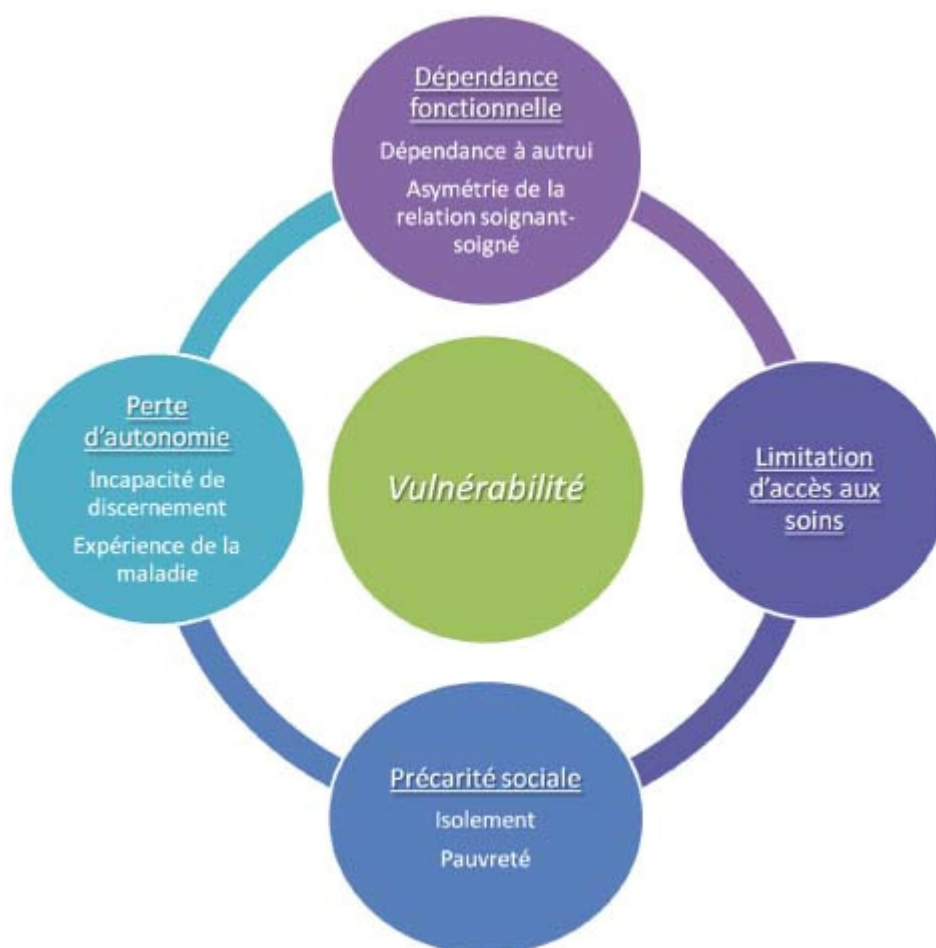 Dépendance
fonctionnelle
Dépendance à autrui
Asymétrie de la
relation soignant-
soigné
Perte
d'autonomie
Incapacité de
discernement
Expérience de la
maladie
Vulnérabilité
Limitation
d'accès aux
soins
Précarité sociale
Isolement
Pauvreté